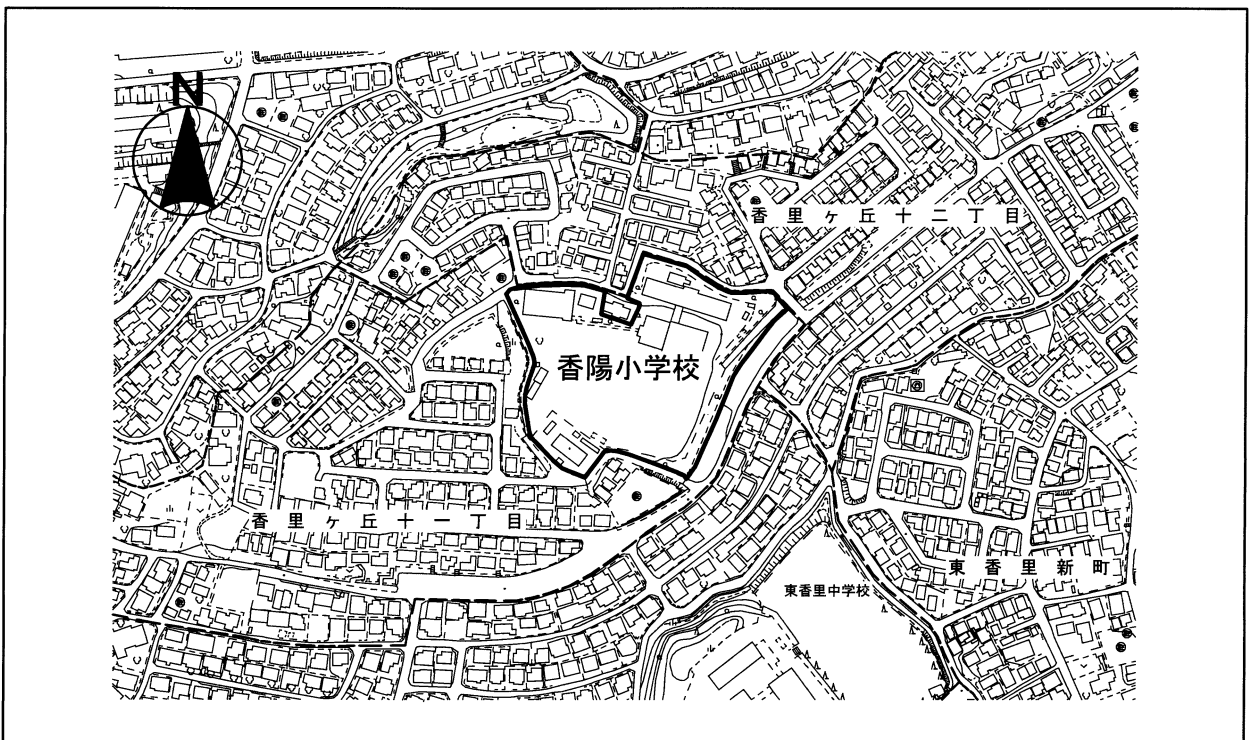 N
香里ヶ丘十二丁目
香陽小学校
香里ヶ丘十一丁目
東香里新町
東香里中学校